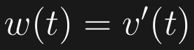 w(t) = v′(t)